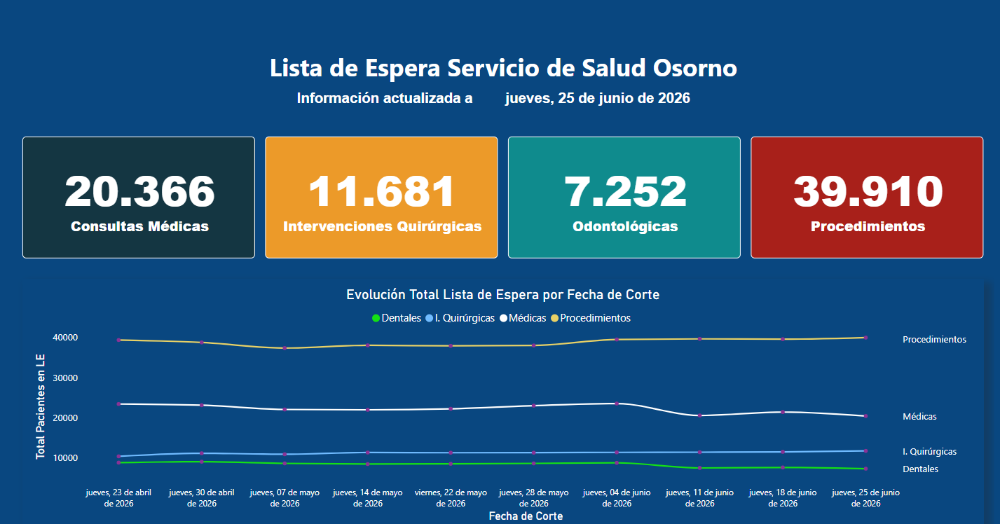 Lista de Espera Servicio de Salud Osorno
Información actualizada a jueves, 25 de junio de 2026
20.366
Consultas Médicas
11.681
Intervenciones Quirúrgicas
7.252
Odontológicas
39.910
Procedimientos
Evolución Total Lista de Espera por Fecha de Corte
Dentales I. Quirúrgicas Médicas Procedimientos
Total Pacientes en LE
40000
30000
20000
10000
Procedimientos
Médicas
I. Quirúrgicas
Dentales
jueves, 23 de abril
de 2026
jueves, 30 de abril
de 2026
jueves, 07 de mayo
de 2026
jueves, 14 de mayo
de 2026
viernes, 22 de mayo
de 2026
jueves, 28 de mayo
de 2026
jueves, 04 de junio
de 2026
jueves, 11 de junio
de 2026
jueves, 18 de junio
de 2026
jueves, 25 de junio
de 2026
Fecha de Corte